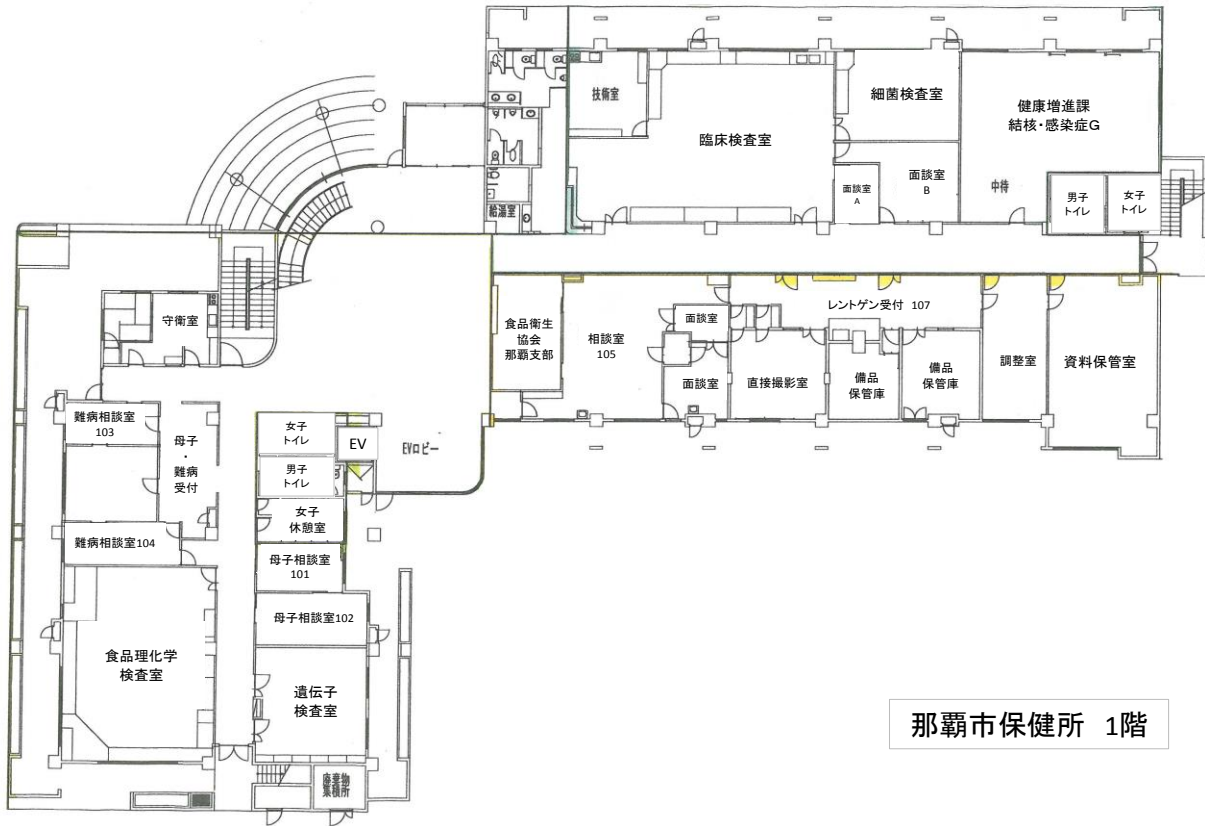 技術室
臨床検査室
細菌検査室
健康増進課
結核・感染症G
面談室
A
面談室
B
中待
男子
トイレ
女子
トイレ
給湯室
守衛室
食品衛生
協会
那覇支部
相談室
105
面談室
面談室
レントゲン受付 107
直接撮影室
備品
保管庫
備品
保管庫
調整室
資料保管室
難病相談室
103
母子
・
難病
受付
女子
トイレ
EV
EVロビー
男子
トイレ
女子
休憩室
難病相談室104
母子相談室
101
母子相談室102
食品理化学
検査室
遺伝子
検査室
廃棄物
集積所
那覇市保健所 1階